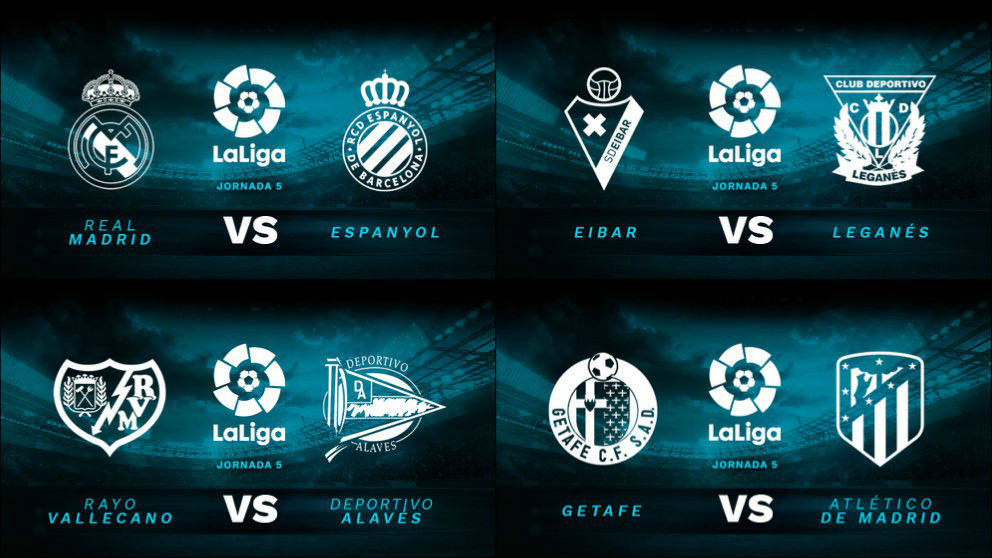 RCD ESPANYOL
DE BARCELONA
LaLiga
JORNADA 5
REAL
MADRID
VS
ESPANYOL
SD EIBAR
CLUB DEPORTIVO
C D
L
LEGANÉS
LaLiga
JORNADA 5
EIBAR
VS
LEGANÉS
R
V
M
LaLiga
DEPORTIVO
DA
ALAVES
JORNADA 5
RAYO
VALLECANO
VS
DEPORTIVO
ALAVÉS
GETAFE C.F. S.A.D.
LaLiga
JORNADA 5
GETAFE
VS
ATLÉTICO
DE MADRID